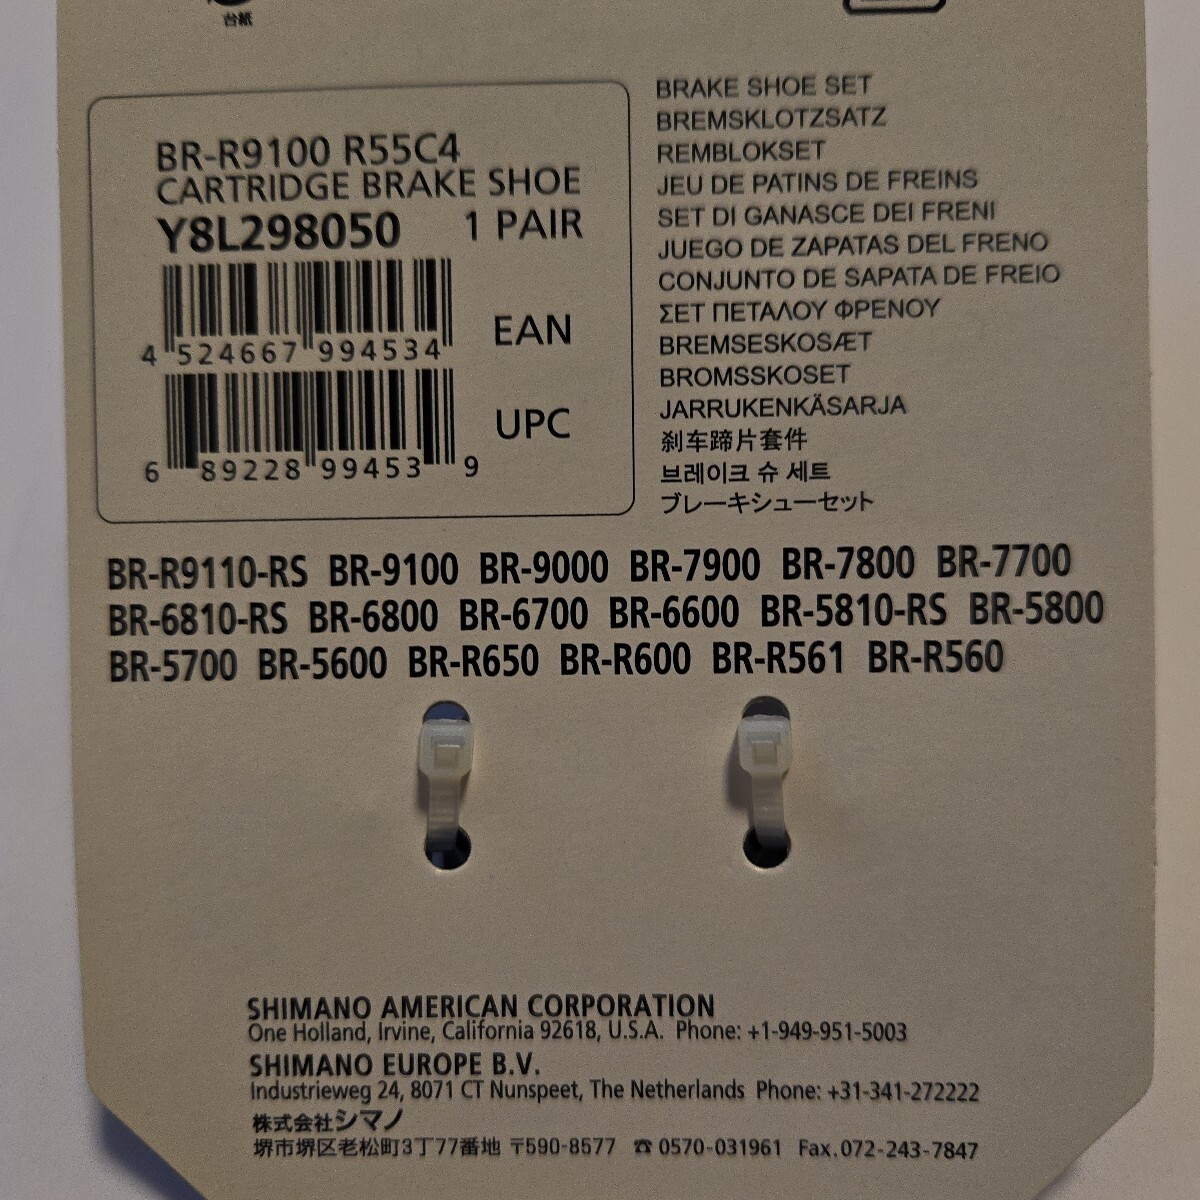 台紙
BR-R9100 R55C4
CARTRIDGE BRAKE SHOE
Y8L298050 1 PAIR
EAN
4 524667 994534
UPC
6 89228 99453 9
BRAKE SHOE SET
BREMSKLOTZSATZ
REMBLOKSET
JEU DE PATINS DE FREINS
SET DI GANASCE DEI FRENI
JUEGO DE ZAPATAS DEL FRENO
CONJUNTO DE SAPATA DE FREIO
ΣΕΤ ΠΕΤΑΛΟΥ ΦΡΕΝΟΥ
BREMSESKOSÆT
BROMSSKOSET
JARRUKENKÄSARJA
刹车蹄片套件
브레이크 슈 세트
ブレーキシューセット
BR-R9110-RS BR-9100 BR-9000 BR-7900 BR-7800 BR-7700
BR-6810-RS BR-6800 BR-6700 BR-6600 BR-5810-RS BR-5800
BR-5700 BR-5600 BR-R650 BR-R600 BR-R561 BR-R560
SHIMANO AMERICAN CORPORATION
One Holland, Irvine, California 92618, U.S.A. Phone: +1-949-951-5003
SHIMANO EUROPE B.V.
Industrieweg 24, 8071 CT Nunspeet, The Netherlands Phone: +31-341-272222
株式会社シマノ
堺市堺区老松町3丁77番地 〒590-8577 ☎0570-031961 Fax.072-243-7847